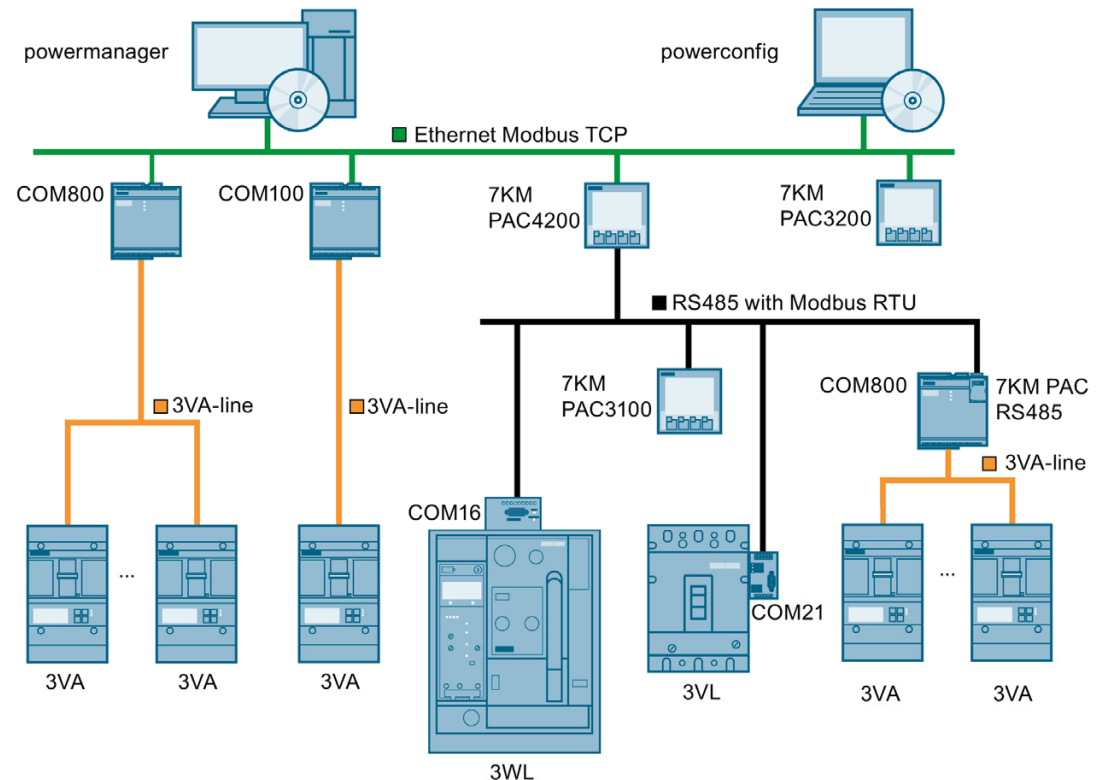 powermanager
powerconfig
Ethernet Modbus TCP
COM800
COM100
7KM
PAC4200
7KM
PAC3200
RS485 with Modbus RTU
7KM
PAC3100
COM800
7KM PAC
RS485
3VA-line
3VA-line
3VA-line
COM16
COM21
...
...
3VA
3VA
3VA
3VL
3VA
3VA
3WL